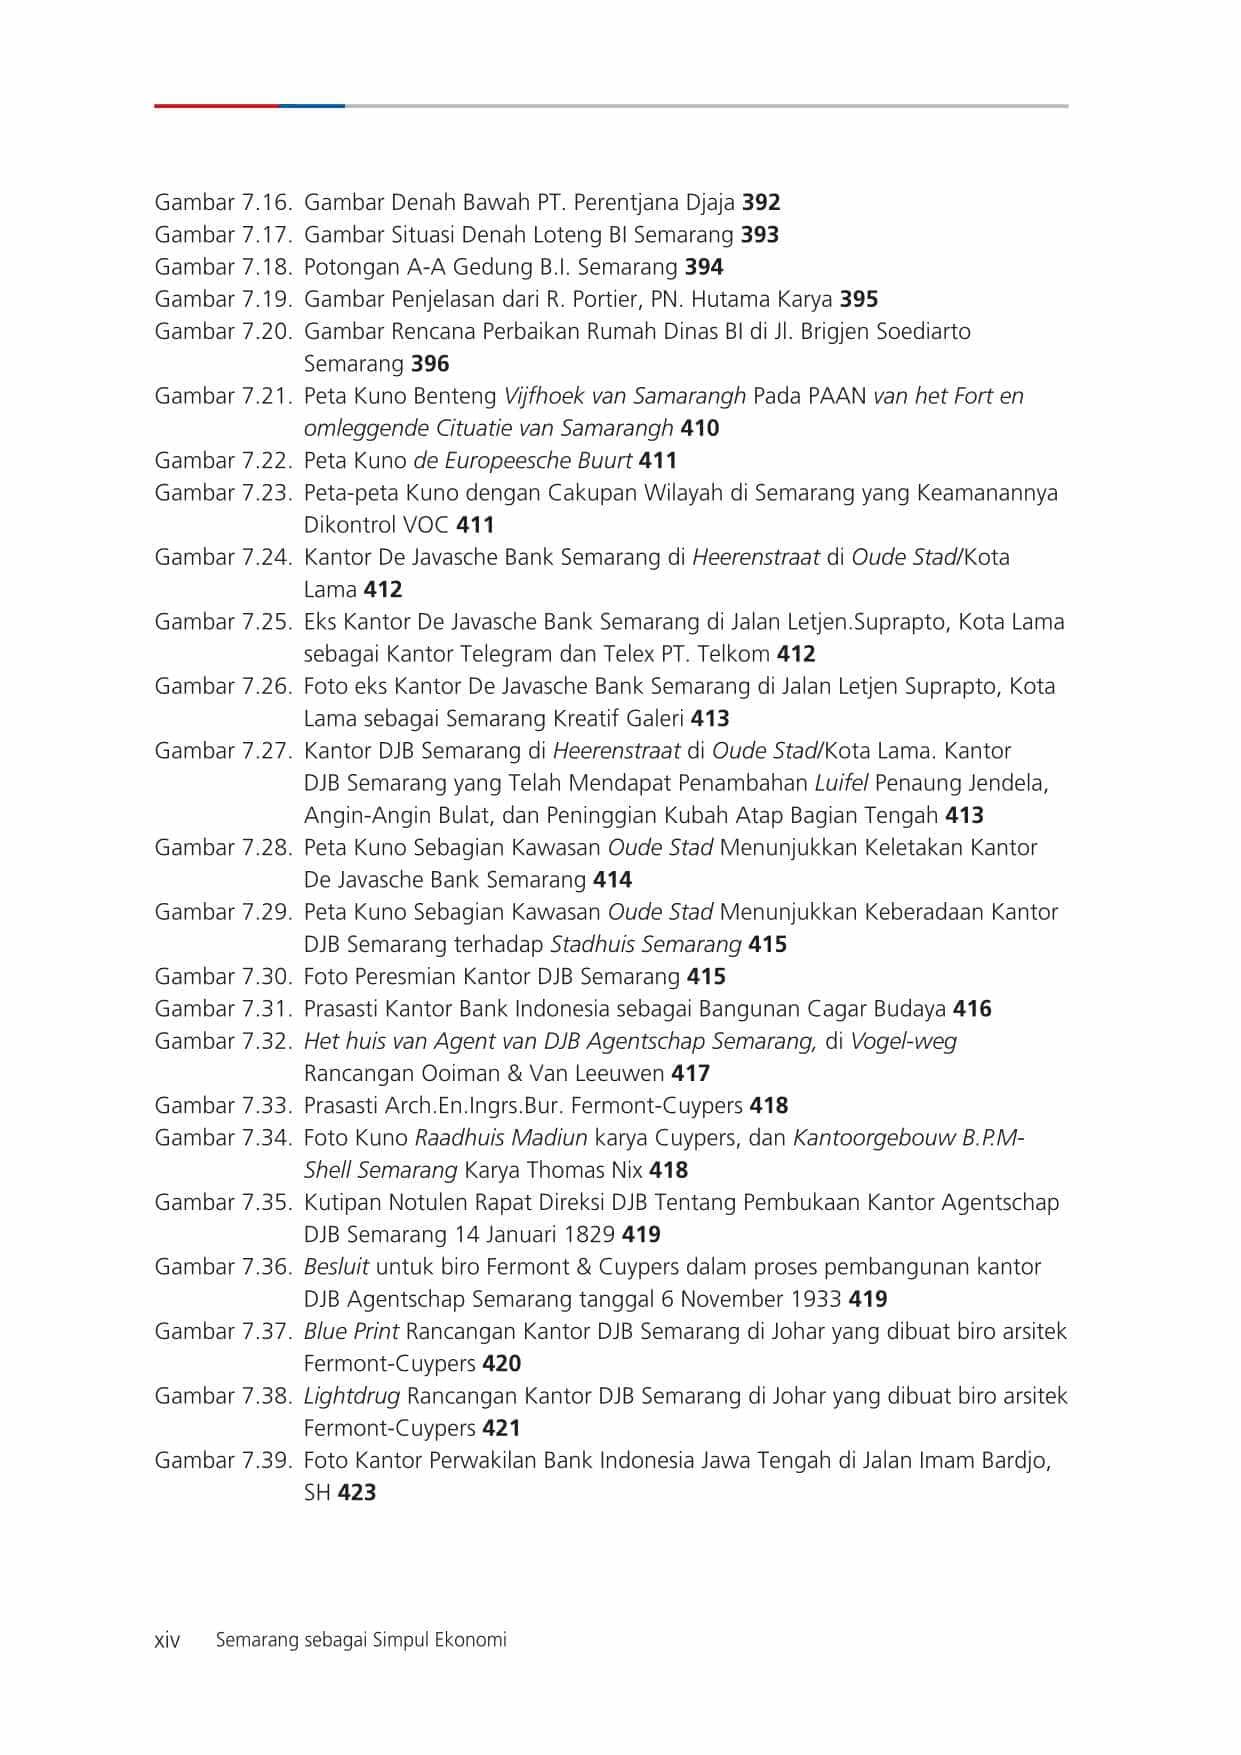 Gambar 7.16. Gambar Denah Bawah PT. Perentjana Djaja 392
Gambar 7.17. Gambar Situasi Denah Loteng BI Semarang 393
Gambar 7.18. Potongan A-A Gedung B.I. Semarang 394
Gambar 7.19. Gambar Penjelasan dari R. Portier, PN. Hutama Karya 395
Gambar 7.20. Gambar Rencana Perbaikan Rumah Dinas BI di Jl. Brigjen Soediarto
Semarang 396
Gambar 7.21. Peta Kuno Benteng Vijfhoek van Samarangh Pada PAAN van het Fort en
omleggende Cituatie van Samarangh 410
Gambar 7.22. Peta Kuno de Europeesche Buurt 411
Gambar 7.23. Peta-peta Kuno dengan Cakupan Wilayah di Semarang yang Keamanannya
Dikontrol VOC 411
Gambar 7.24. Kantor De Javasche Bank Semarang di Heerenstraat di Oude Stad/Kota
Lama 412
Gambar 7.25. Eks Kantor De Javasche Bank Semarang di Jalan Letjen.Suprapto, Kota Lama
sebagai Kantor Telegram dan Telex PT. Telkom 412
Gambar 7.26. Foto eks Kantor De Javasche Bank Semarang di Jalan Letjen Suprapto, Kota
Lama sebagai Semarang Kreatif Galeri 413
Gambar 7.27. Kantor DJB Semarang di Heerenstraat di Oude Stad/Kota Lama. Kantor
DJB Semarang yang Telah Mendapat Penambahan Luifel Penaung Jendela,
Angin-Angin Bulat, dan Peninggian Kubah Atap Bagian Tengah 413
Gambar 7.28. Peta Kuno Sebagian Kawasan Oude Stad Menunjukkan Keletakan Kantor
De Javasche Bank Semarang 414
Gambar 7.29. Peta Kuno Sebagian Kawasan Oude Stad Menunjukkan Keberadaan Kantor
DJB Semarang terhadap Stadhuis Semarang 415
Gambar 7.30. Foto Peresmian Kantor DJB Semarang 415
Gambar 7.31. Prasasti Kantor Bank Indonesia sebagai Bangunan Cagar Budaya 416
Gambar 7.32. Het huis van Agent van DJB Agentschap Semarang, di Vogel-weg
Rancangan Ooiman & Van Leeuwen 417
Gambar 7.33. Prasasti Arch.En.Ingrs.Bur. Fermont-Cuypers 418
Gambar 7.34. Foto Kuno Raadhuis Madiun karya Cuypers, dan Kantoorgebouw B.P.M-
Shell Semarang Karya Thomas Nix 418
Gambar 7.35. Kutipan Notulen Rapat Direksi DJB Tentang Pembukaan Kantor Agentschap
DJB Semarang 14 Januari 1829 419
Gambar 7.36. Besluit untuk biro Fermont & Cuypers dalam proses pembangunan kantor
DJB Agentschap Semarang tanggal 6 November 1933 419
Gambar 7.37. Blue Print Rancangan Kantor DJB Semarang di Johar yang dibuat biro arsitek
Fermont-Cuypers 420
Gambar 7.38. Lightdrug Rancangan Kantor DJB Semarang di Johar yang dibuat biro arsitek
Fermont-Cuypers 421
Gambar 7.39. Foto Kantor Perwakilan Bank Indonesia Jawa Tengah di Jalan Imam Bardjo,
SH 423
xiv Semarang sebagai Simpul Ekonomi